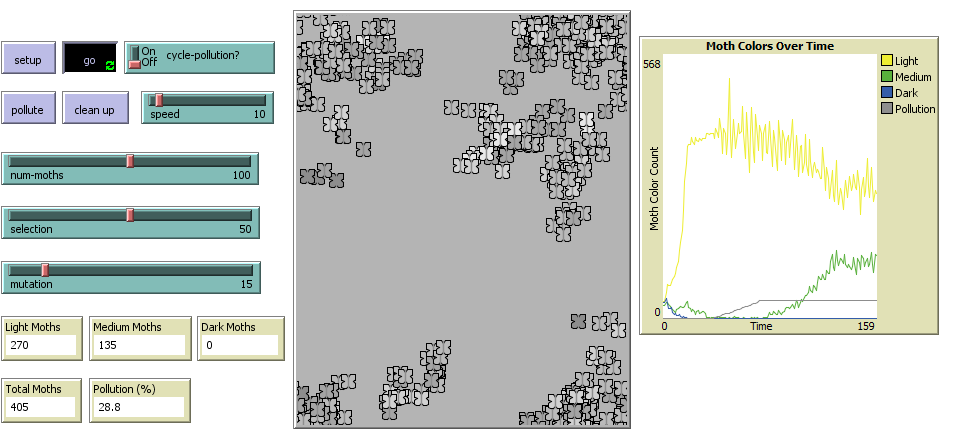 setup
go
On
Off
cycle-pollution?
pollute
clean up
speed 10
num-moths 100
selection 50
mutation 15
Light Moths
270
Medium Moths
135
Dark Moths
0
Total Moths
405
Pollution (%)
28.8
Moth Colors Over Time
568
Moth Color Count
0
0 Time 159
Light
Medium
Dark
Pollution